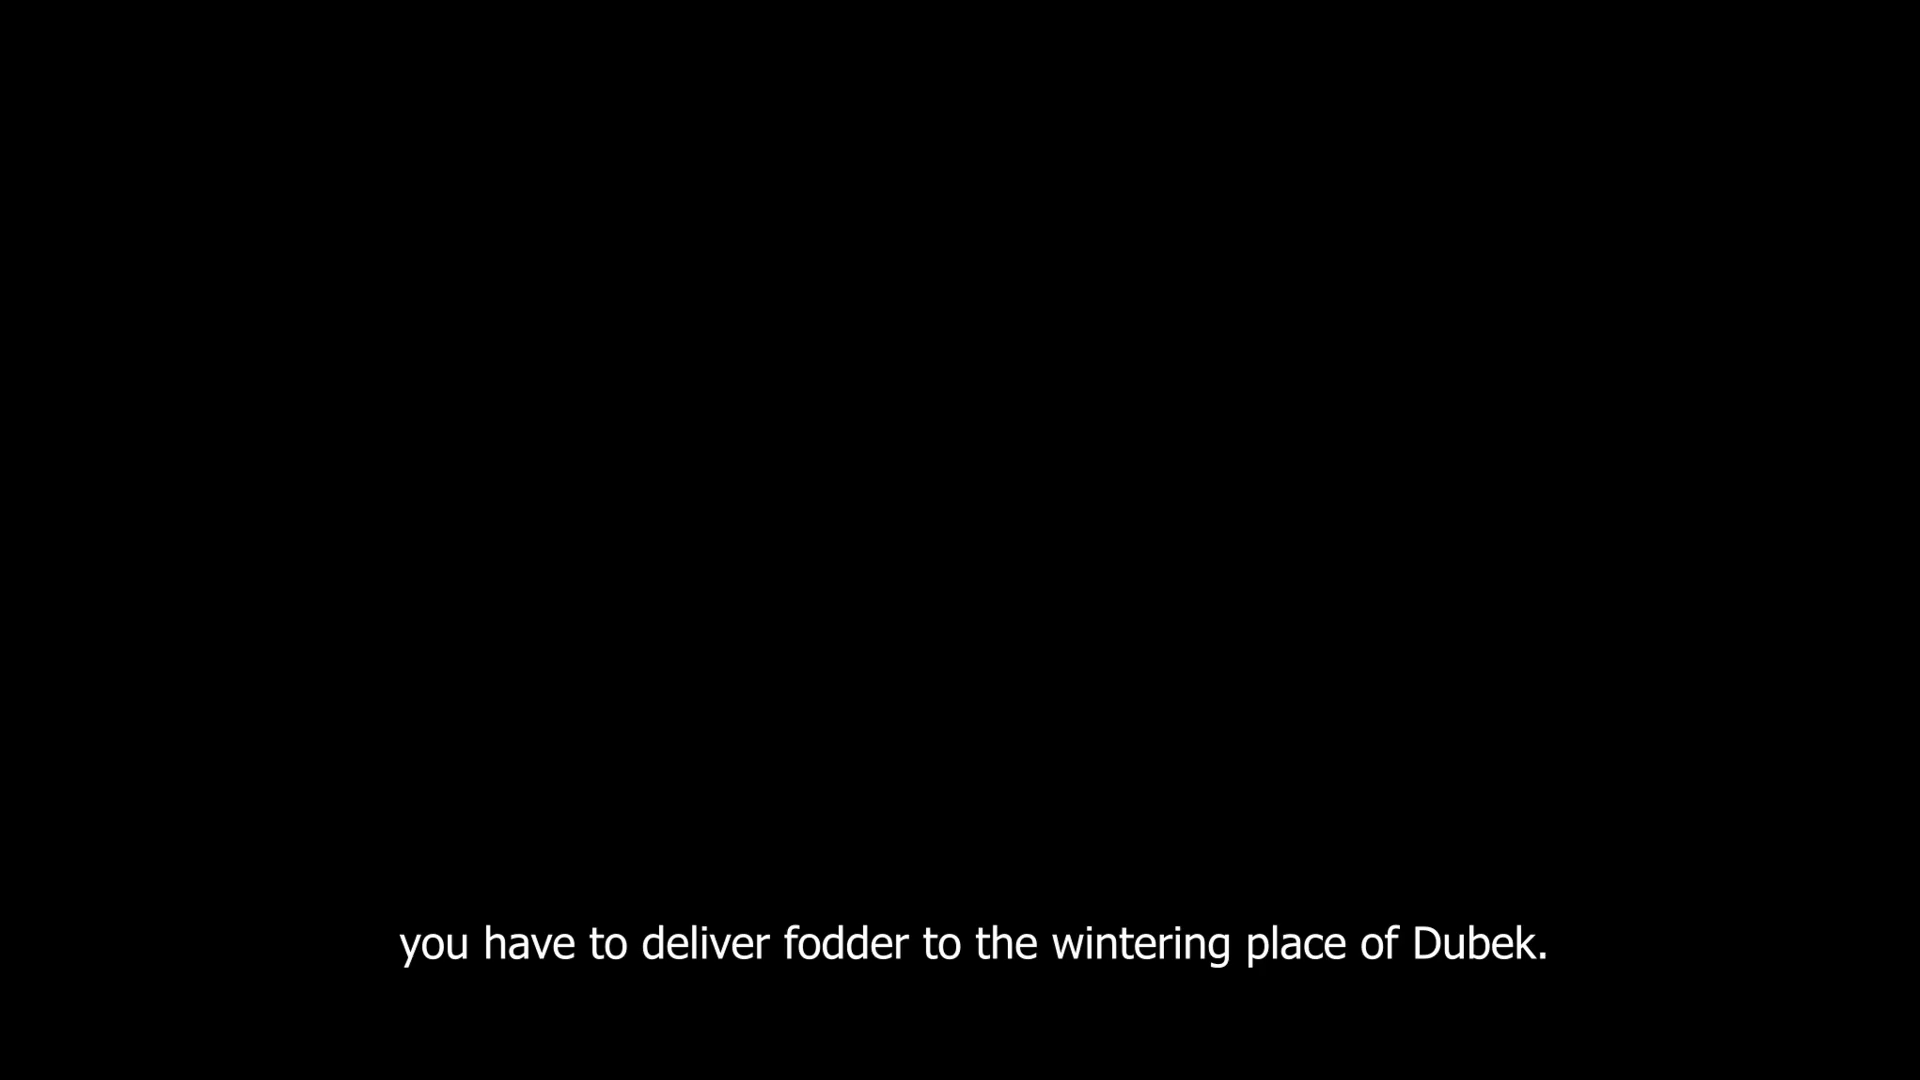 you have to deliver fodder to the wintering place of Dubek.